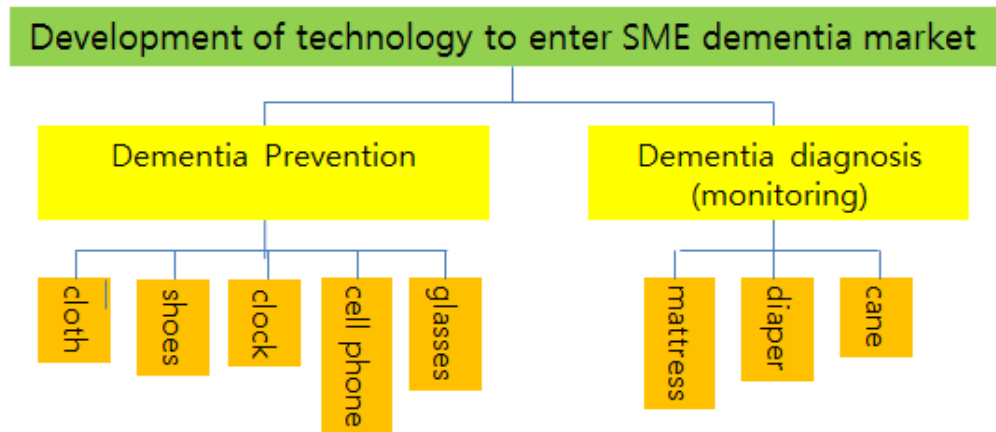 Development of technology to enter SME dementia market
Dementia Prevention
Dementia diagnosis
(monitoring)
cloth
shoes
clock
cell phone
glasses
mattress
diaper
cane